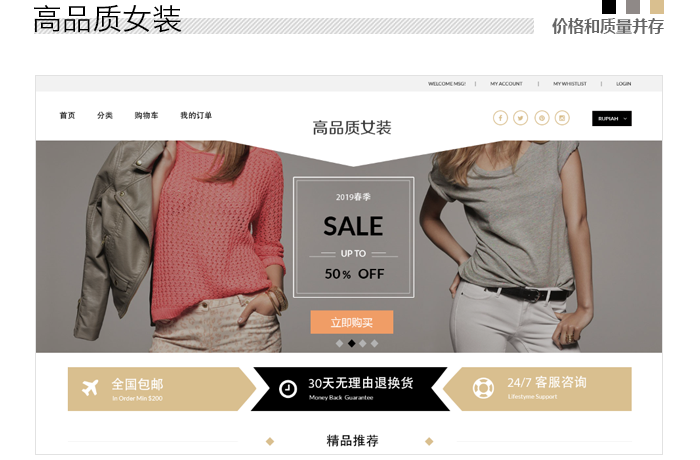 高品质女装
价格和质量并存
WELCOME MSG! | MY ACCOUNT | MY WHISTLIST | LOGIN
首页 分类 购物车 我的订单
高品质女装
RUPIAH
2019春季
SALE
UP TO
50% OFF
立即购买
全国包邮
In Order Min $200
30天无理由退换货
Money Back Guarantee
24/7 客服咨询
Lifestyme Support
精品推荐